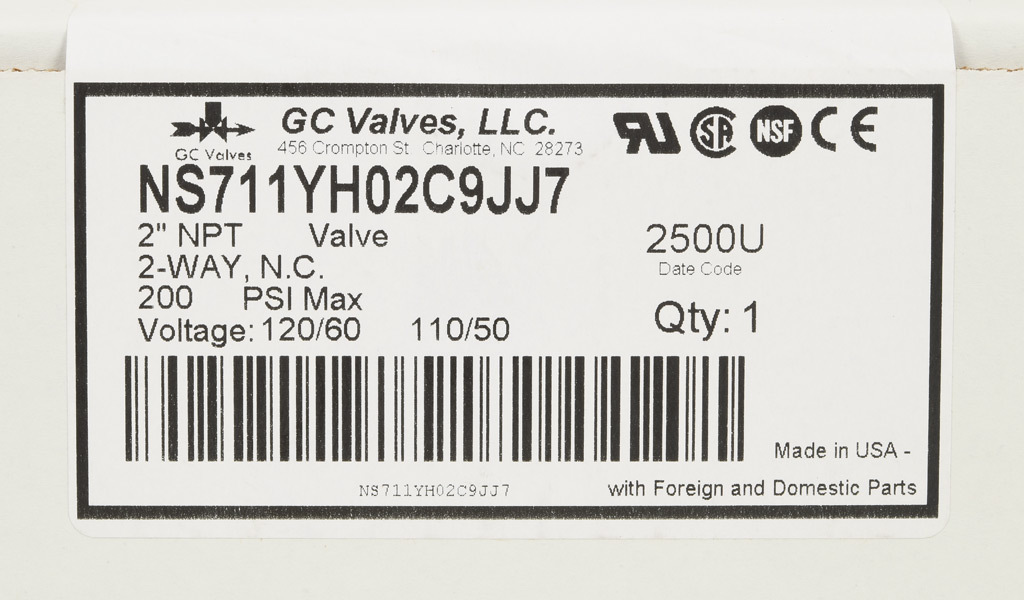 GC Valves
GC Valves, LLC.
456 Crompton St. Charlotte, NC 28273
NS711YH02C9JJ7
2" NPT Valve
2-WAY, N.C.
200 PSI Max
Voltage: 120/60 110/50
RU SA NSF CE
2500U
Date Code
Qty: 1
NS711YH02C9JJ7
Made in USA -
with Foreign and Domestic Parts